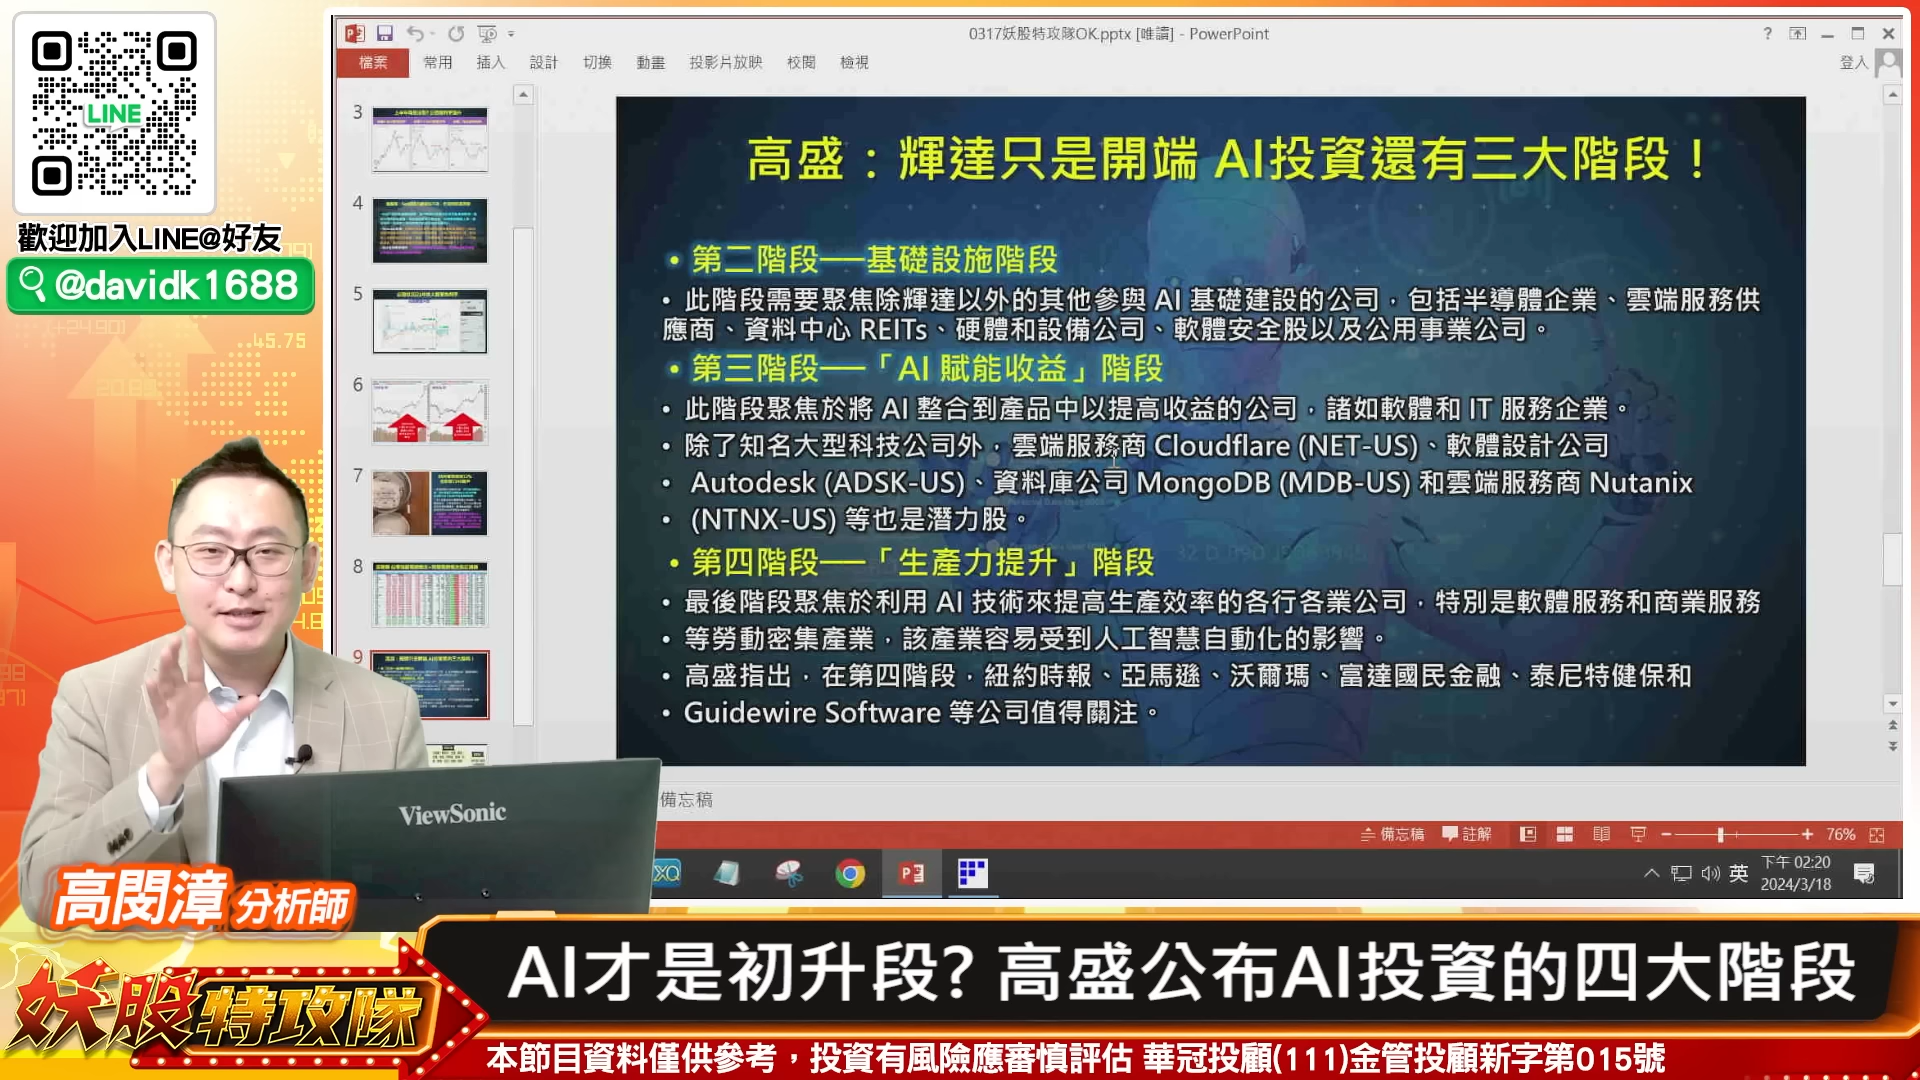 LINE
歡迎加入LINE@好友
@davidk1688
0317妖股特攻隊OK.pptx [唯讀] - PowerPoint
檔案 常用 插入 設計 切換 動畫 投影片放映 校閱 檢視
登入
3
4
5
6
7
8
9
高盛：輝達只是開端 AI投資還有三大階段！
• 第二階段──基礎設施階段
• 此階段需要聚焦除輝達以外的其他參與 AI 基礎建設的公司，包括半導體企業、雲端服務供
應商、資料中心 REITs、硬體和設備公司、軟體安全股以及公用事業公司。
• 第三階段──「AI 賦能收益」階段
• 此階段聚焦於將 AI 整合到產品中以提高收益的公司，諸如軟體和 IT 服務企業。
• 除了知名大型科技公司外，雲端服務商 Cloudflare (NET-US)、軟體設計公司
• Autodesk (ADSK-US)、資料庫公司 MongoDB (MDB-US) 和雲端服務商 Nutanix
• (NTNX-US) 等也是潛力股。
• 第四階段──「生產力提升」階段
• 最後階段聚焦於利用 AI 技術來提高生產效率的各行各業公司，特別是軟體服務和商業服務
• 等勞動密集產業，該產業容易受到人工智慧自動化的影響。
• 高盛指出，在第四階段，紐約時報、亞馬遜、沃爾瑪、富達國民金融、泰尼特健保和
• Guidewire Software 等公司值得關注。
備忘稿
備忘稿 註解 76%
英
下午 02:20
2024/3/18
ViewSonic
高閔漳 分析師
妖股特攻隊
AI才是初升段? 高盛公布AI投資的四大階段
本節目資料僅供參考，投資有風險應審慎評估 華冠投顧(111)金管投顧新字第015號